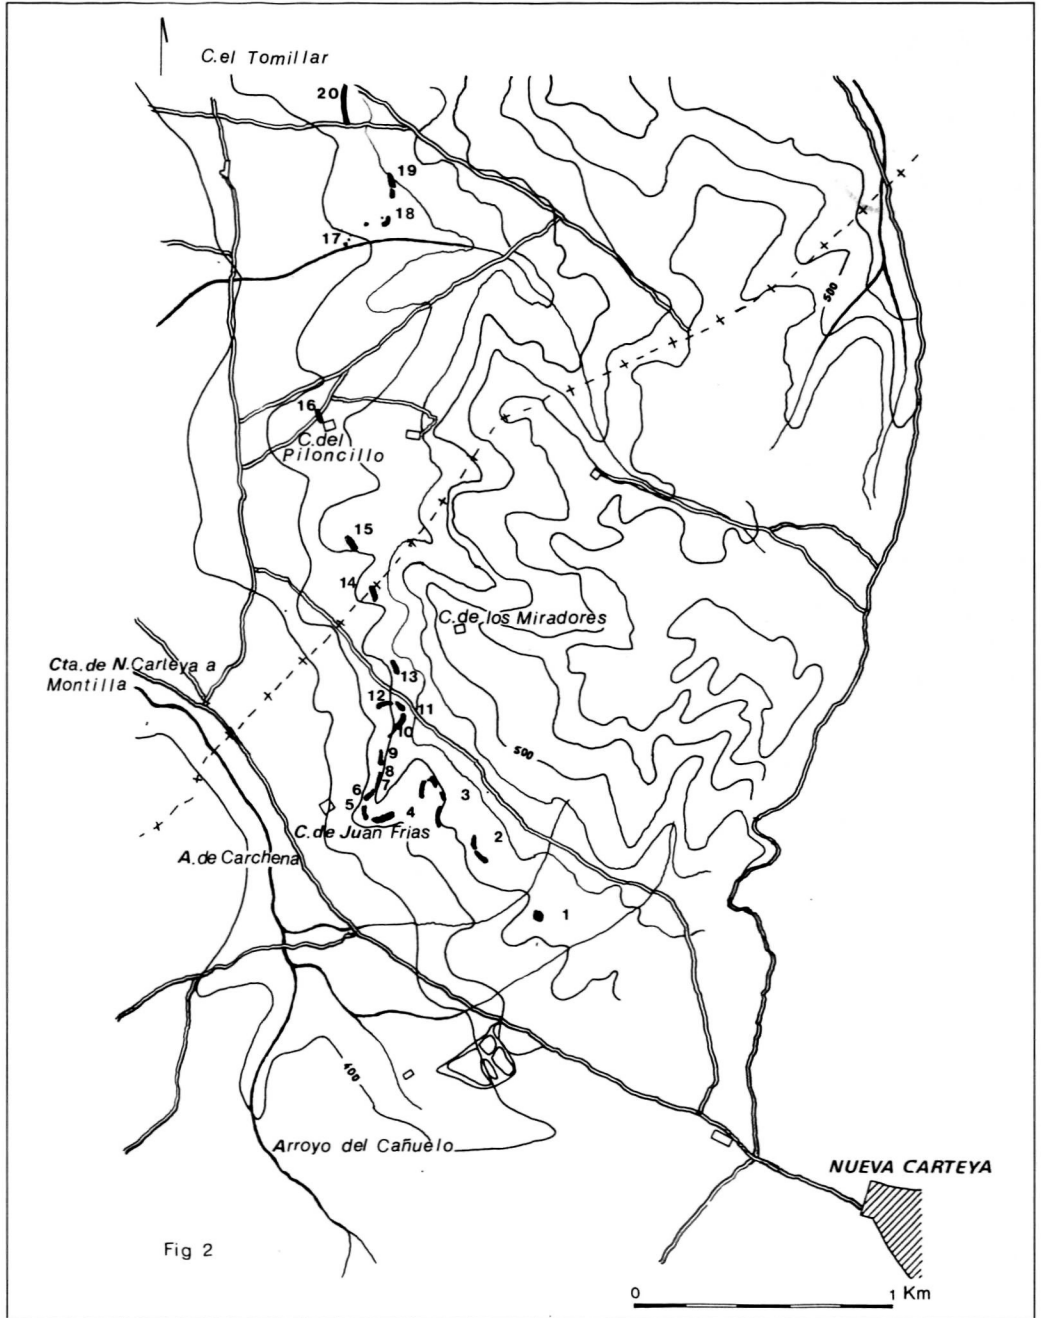 C. el Tomillar
20
19
18
17
500
16
C. del
Piloncillo
15
14
C. de los Miradores
Cta. de N. Carteya a
Montilla
13
12
11
10
500
9
8
7
6
5
4
3
C. de Juan Frias
2
A. de Carchena
1
400
Arroyo del Cañuelo
NUEVA CARTEYA
Fig 2
0 1 Km